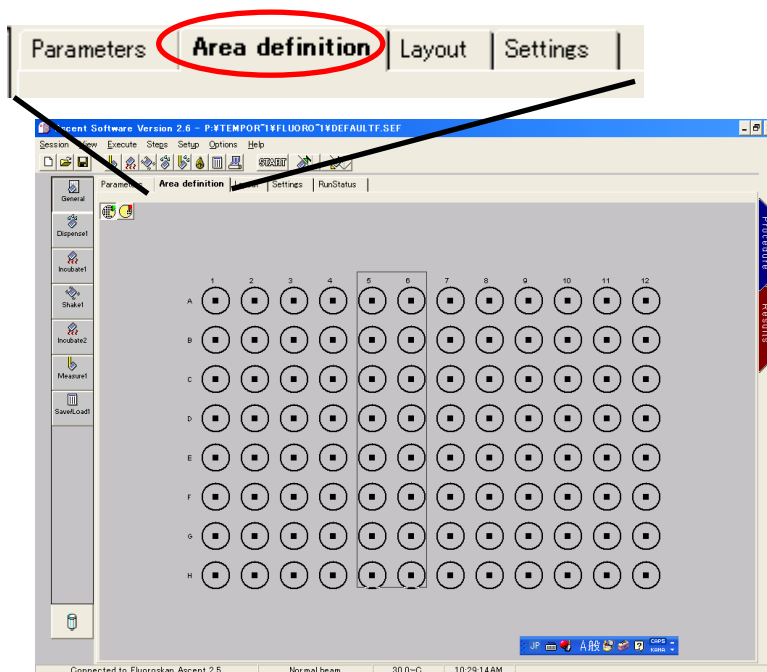 Parameters Area definition Layout Settings
Ascent Software Version 2.6 - P:¥TEMPOR~1¥FLUORO~1¥DEFAULTF.SEF
Session View Execute Steps Setup Options Help
START
Parameters Area definition Layout Settings RunStatus
General
Dispense1
Incubate1
Shake1
Incubate2
Measure1
Save/Load1
Procedure
Results
1 2 3 4 5 6 7 8 9 10 11 12
A
B
C
D
E
F
G
H
JP A般 CAPS KANA
Connected to Fluoroskan Ascent 2.5 Normal beam 30.0~C 10:29:14 AM